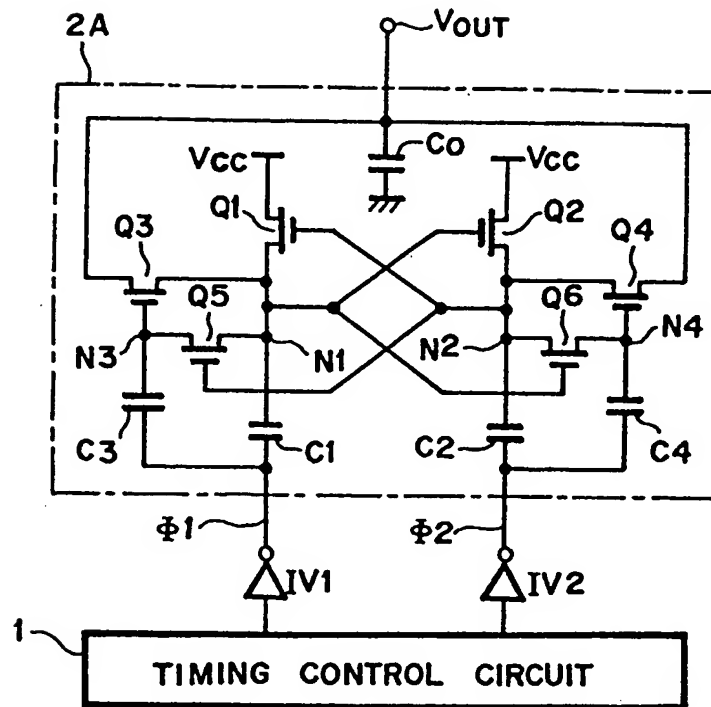 2A
VOUT
Co
VCC
VCC
Q1
Q2
Q3
Q4
Q5
Q6
N3
N1
N2
N4
C3
C1
C2
C4
Φ1
Φ2
IV1
IV2
1
TIMING CONTROL CIRCUIT